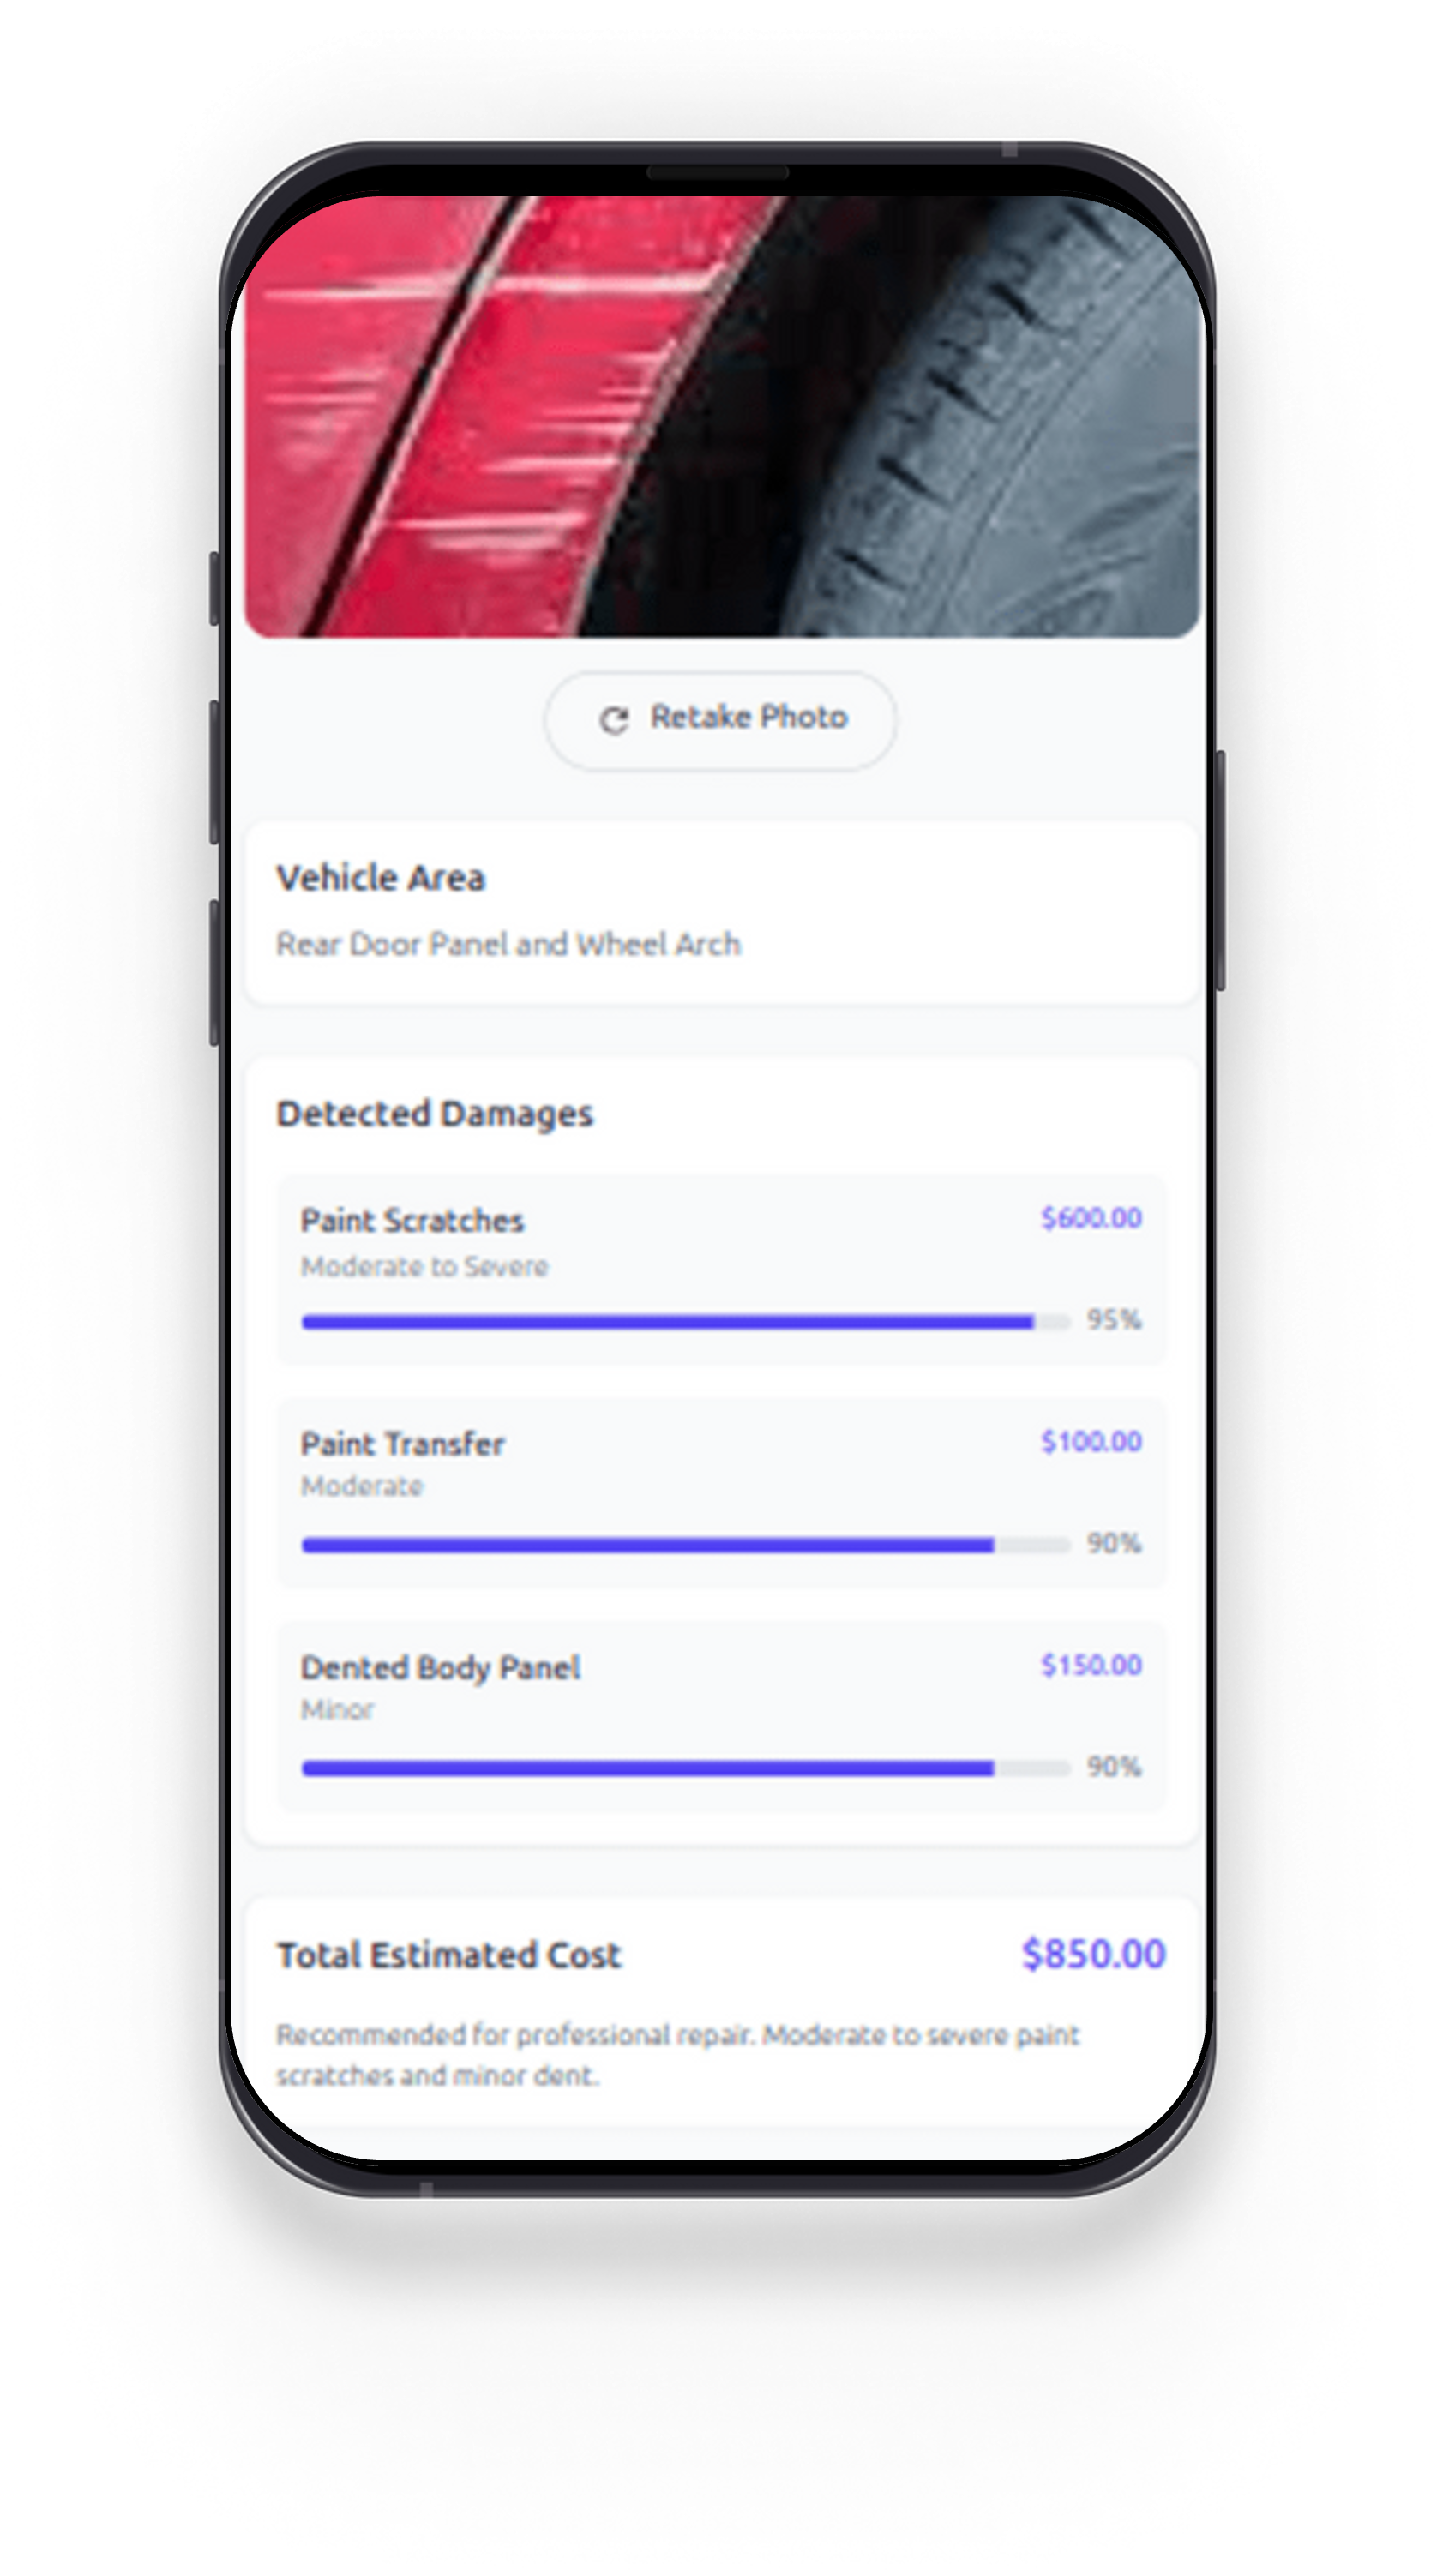 Retake Photo
Vehicle Area
Rear Door Panel and Wheel Arch
Detected Damages
Paint Scratches $600.00
Moderate to Severe
95%
Paint Transfer $100.00
Moderate
90%
Dented Body Panel $150.00
Minor
90%
Total Estimated Cost $850.00
Recommended for professional repair. Moderate to severe paint
scratches and minor dent.